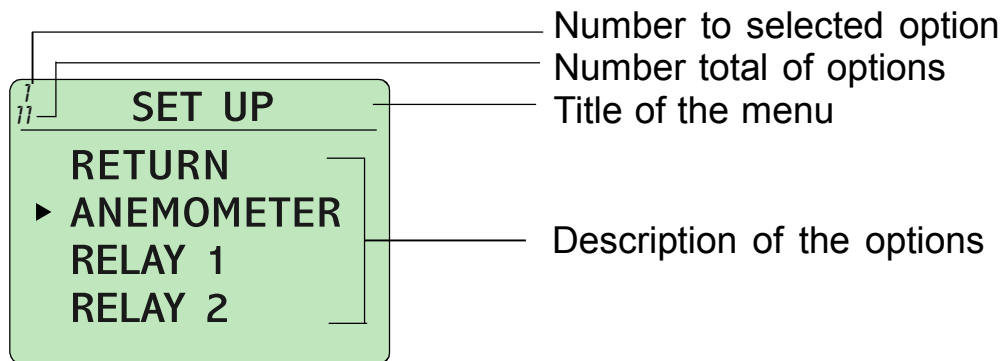 Number to selected option
Number total of options
Title of the menu
1
11
SET UP
RETURN
▶ ANEMOMETER
RELAY 1
RELAY 2
Description of the options